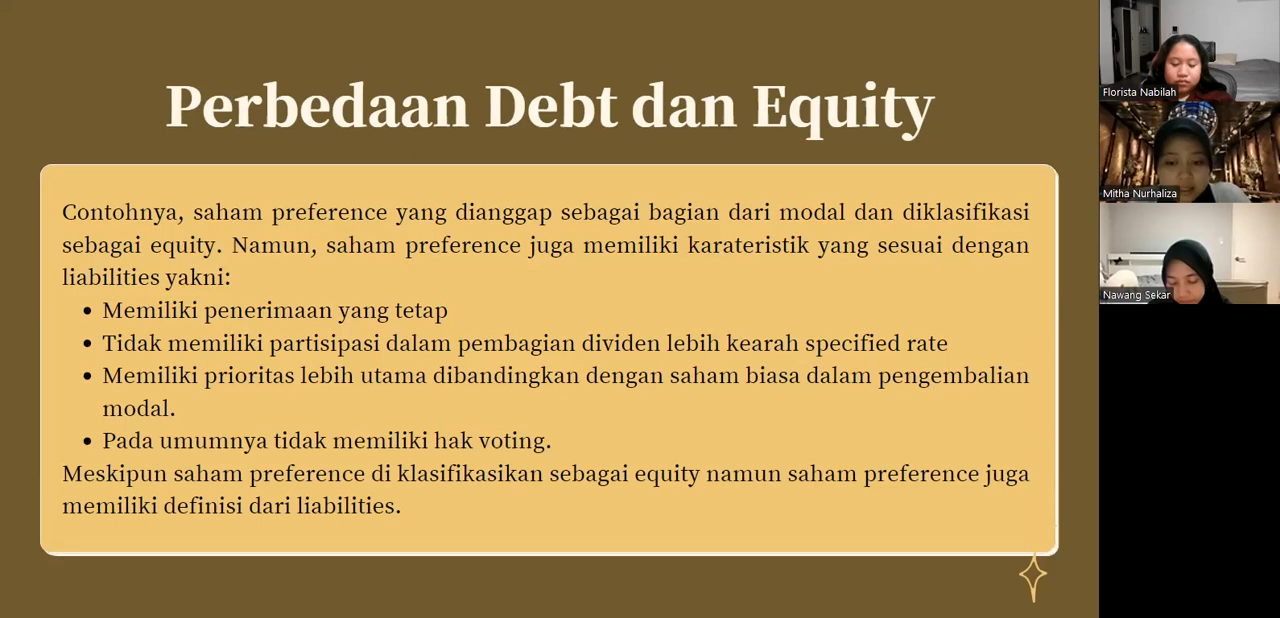 Perbedaan Debt dan Equity
Contohnya, saham preference yang dianggap sebagai bagian dari modal dan diklasifikasi
sebagai equity. Namun, saham preference juga memiliki karateristik yang sesuai dengan
liabilities yakni:
• Memiliki penerimaan yang tetap
• Tidak memiliki partisipasi dalam pembagian dividen lebih kearah specified rate
• Memiliki prioritas lebih utama dibandingkan dengan saham biasa dalam pengembalian
modal.
• Pada umumnya tidak memiliki hak voting.
Meskipun saham preference di klasifikasikan sebagai equity namun saham preference juga
memiliki definisi dari liabilities.
Florista Nabilah
Mitha Nurhaliza
Nawang Sekar